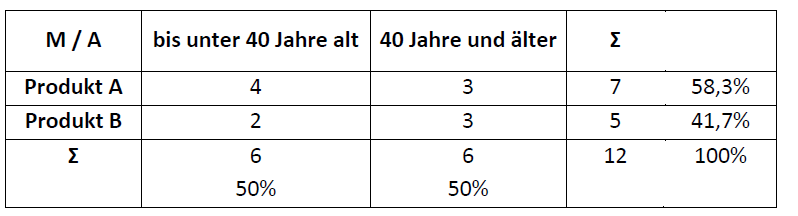 M / A bis unter 40 Jahre alt 40 Jahre und älter Σ
Produkt A 4 3 7 58,3%
Produkt B 2 3 5 41,7%
Σ 6 6 12 100%
50% 50%